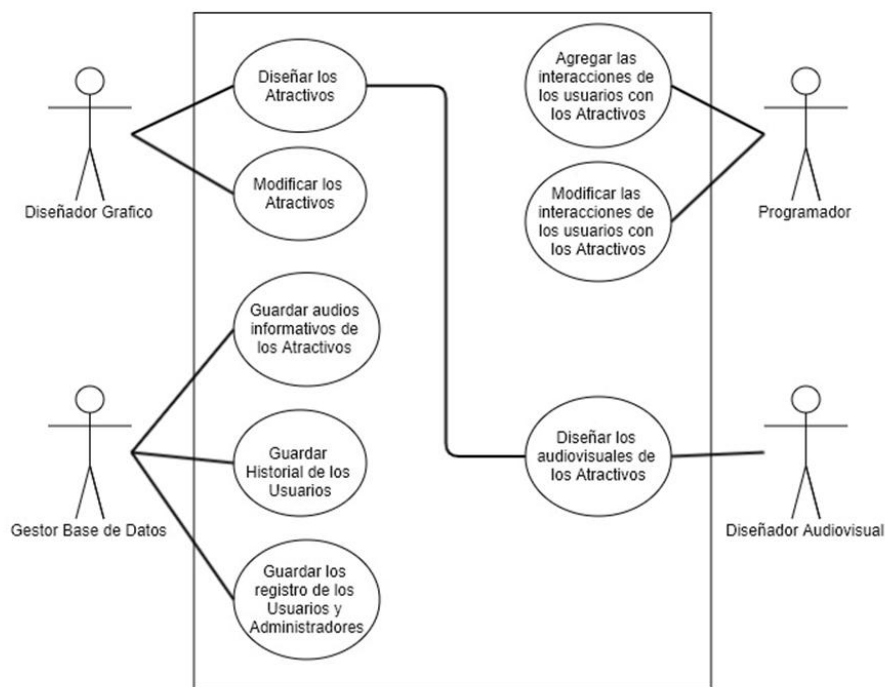 Diseñar los
Atractivos
Agregar las
interacciones de
los usuarios con
los Atractivos
Modificar los
Atractivos
Modificar las
interacciones de
los usuarios con
los Atractivos
Diseñador Grafico
Programador
Guardar audios
informativos de
los Atractivos
Guardar
Historial de los
Usuarios
Diseñar los
audiovisuales de
los Atractivos
Gestor Base de Datos
Diseñador Audiovisual
Guardar los
registro de los
Usuarios y
Administradores